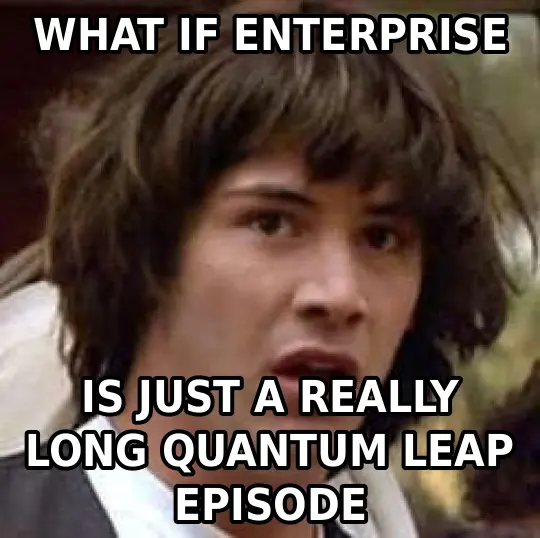 WHAT IF ENTERPRISE
IS JUST A REALLY
LONG QUANTUM LEAP
EPISODE